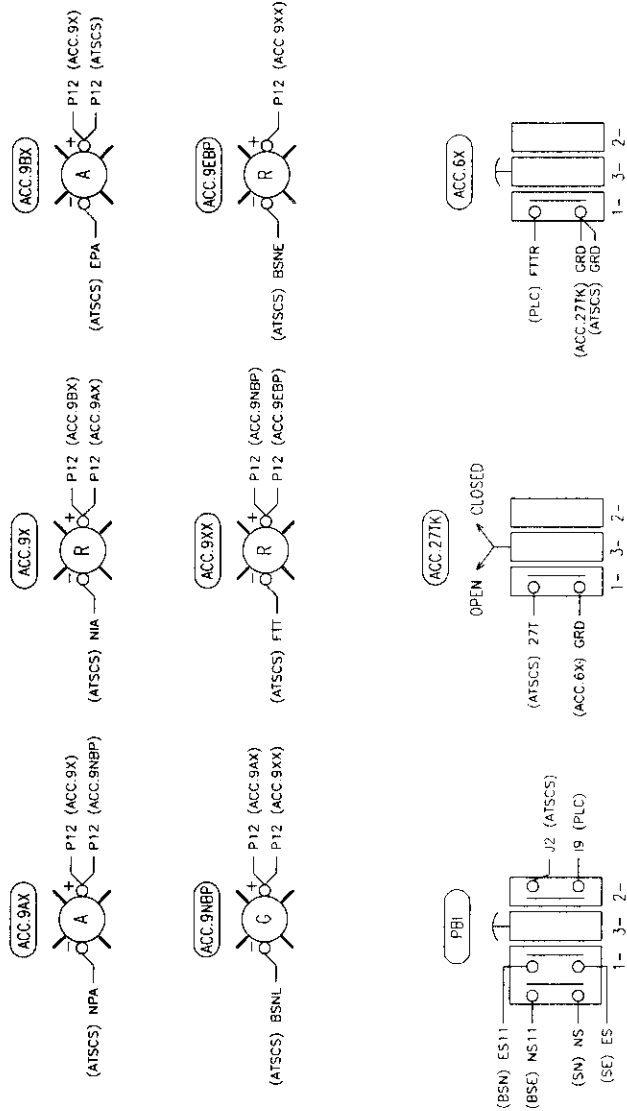 ACC.9AX
A
- +
(ATSCS) NPA
P12 (ACC.9X)
P12 (ACC.9NBP)
ACC.9X
R
- +
(ATSCS) NIA
P12 (ACC.9BX)
P12 (ACC.9AX)
ACC.9BX
A
- +
(ATSCS) EPA
P12 (ACC.9X)
P12 (ATSCS)
ACC.9NBP
G
- +
(ATSCS) BSNL
P12 (ACC.9AX)
P12 (ACC.9XX)
ACC.9XX
R
- +
(ATSCS) FTT
P12 (ACC.9NBP)
P12 (ACC.9EBP)
ACC.9EBP
R
- +
(ATSCS) BSNE
P12 (ACC.9XX)
PB1
(BSN) ES11
(BSE) NS11
(SN) NS
(SE) ES
J2 (ATSCS)
I9 (PLC)
1- 3- 2-
ACC.27TK
OPEN CLOSED
(ATSCS) 27T
(ACC.6X) GRD
1- 3- 2-
ACC.6X
(PLC) FTTR
(ACC.27TK) GRD
(ATSCS) GRD
1- 3- 2-